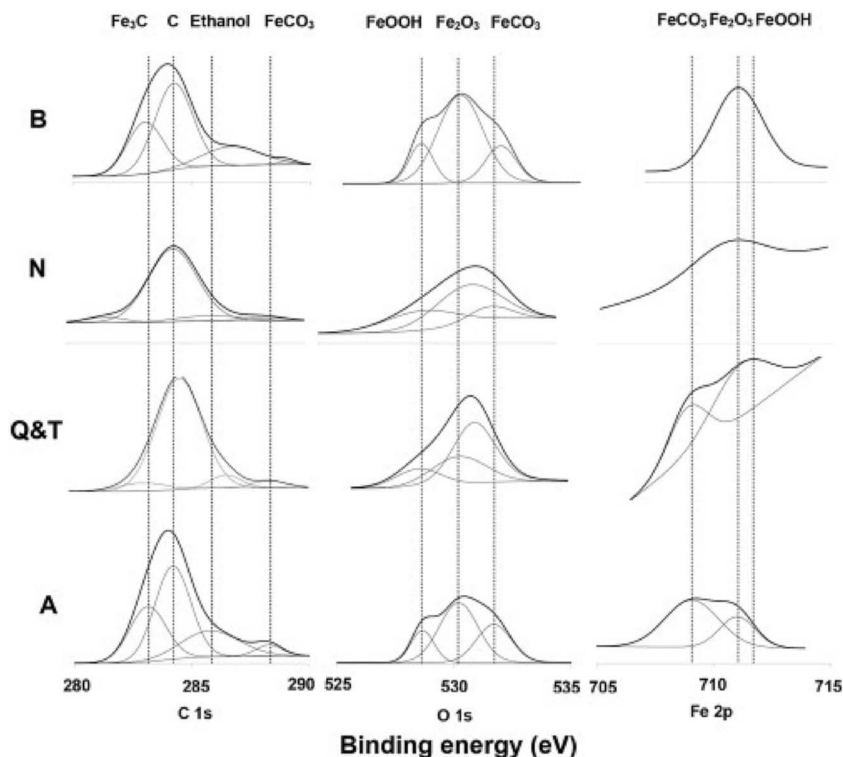 Fe₃C C Ethanol FeCO₃ FeOOH Fe₂O₃ FeCO₃ FeCO₃ Fe₂O₃ FeOOH
B
N
Q&T
A
280 285 290 525 530 535 705 710 715
C 1s O 1s Fe 2p
Binding energy (eV)